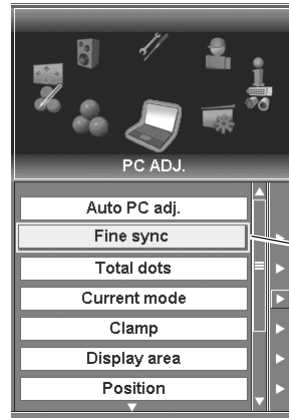 PC ADJ.
Auto PC adj.
Fine sync
Total dots
Current mode
Clamp
Display area
Position